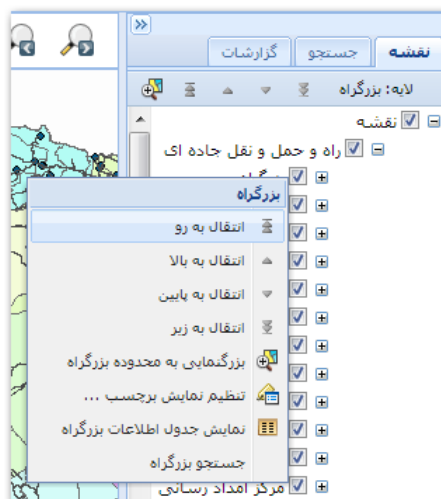 نقشه
جستجو
گزارشات
لایه: بزرگراه
نقشه
راه و حمل و نقل جاده ای
بزرگراه
انتقال به رو
انتقال به بالا
انتقال به پایین
انتقال به زیر
بزرگنمایی به محدوده بزرگراه
تنظیم نمایش برچسب ...
نمایش جدول اطلاعات بزرگراه
جستجو بزرگراه
مرکز امداد رسانی